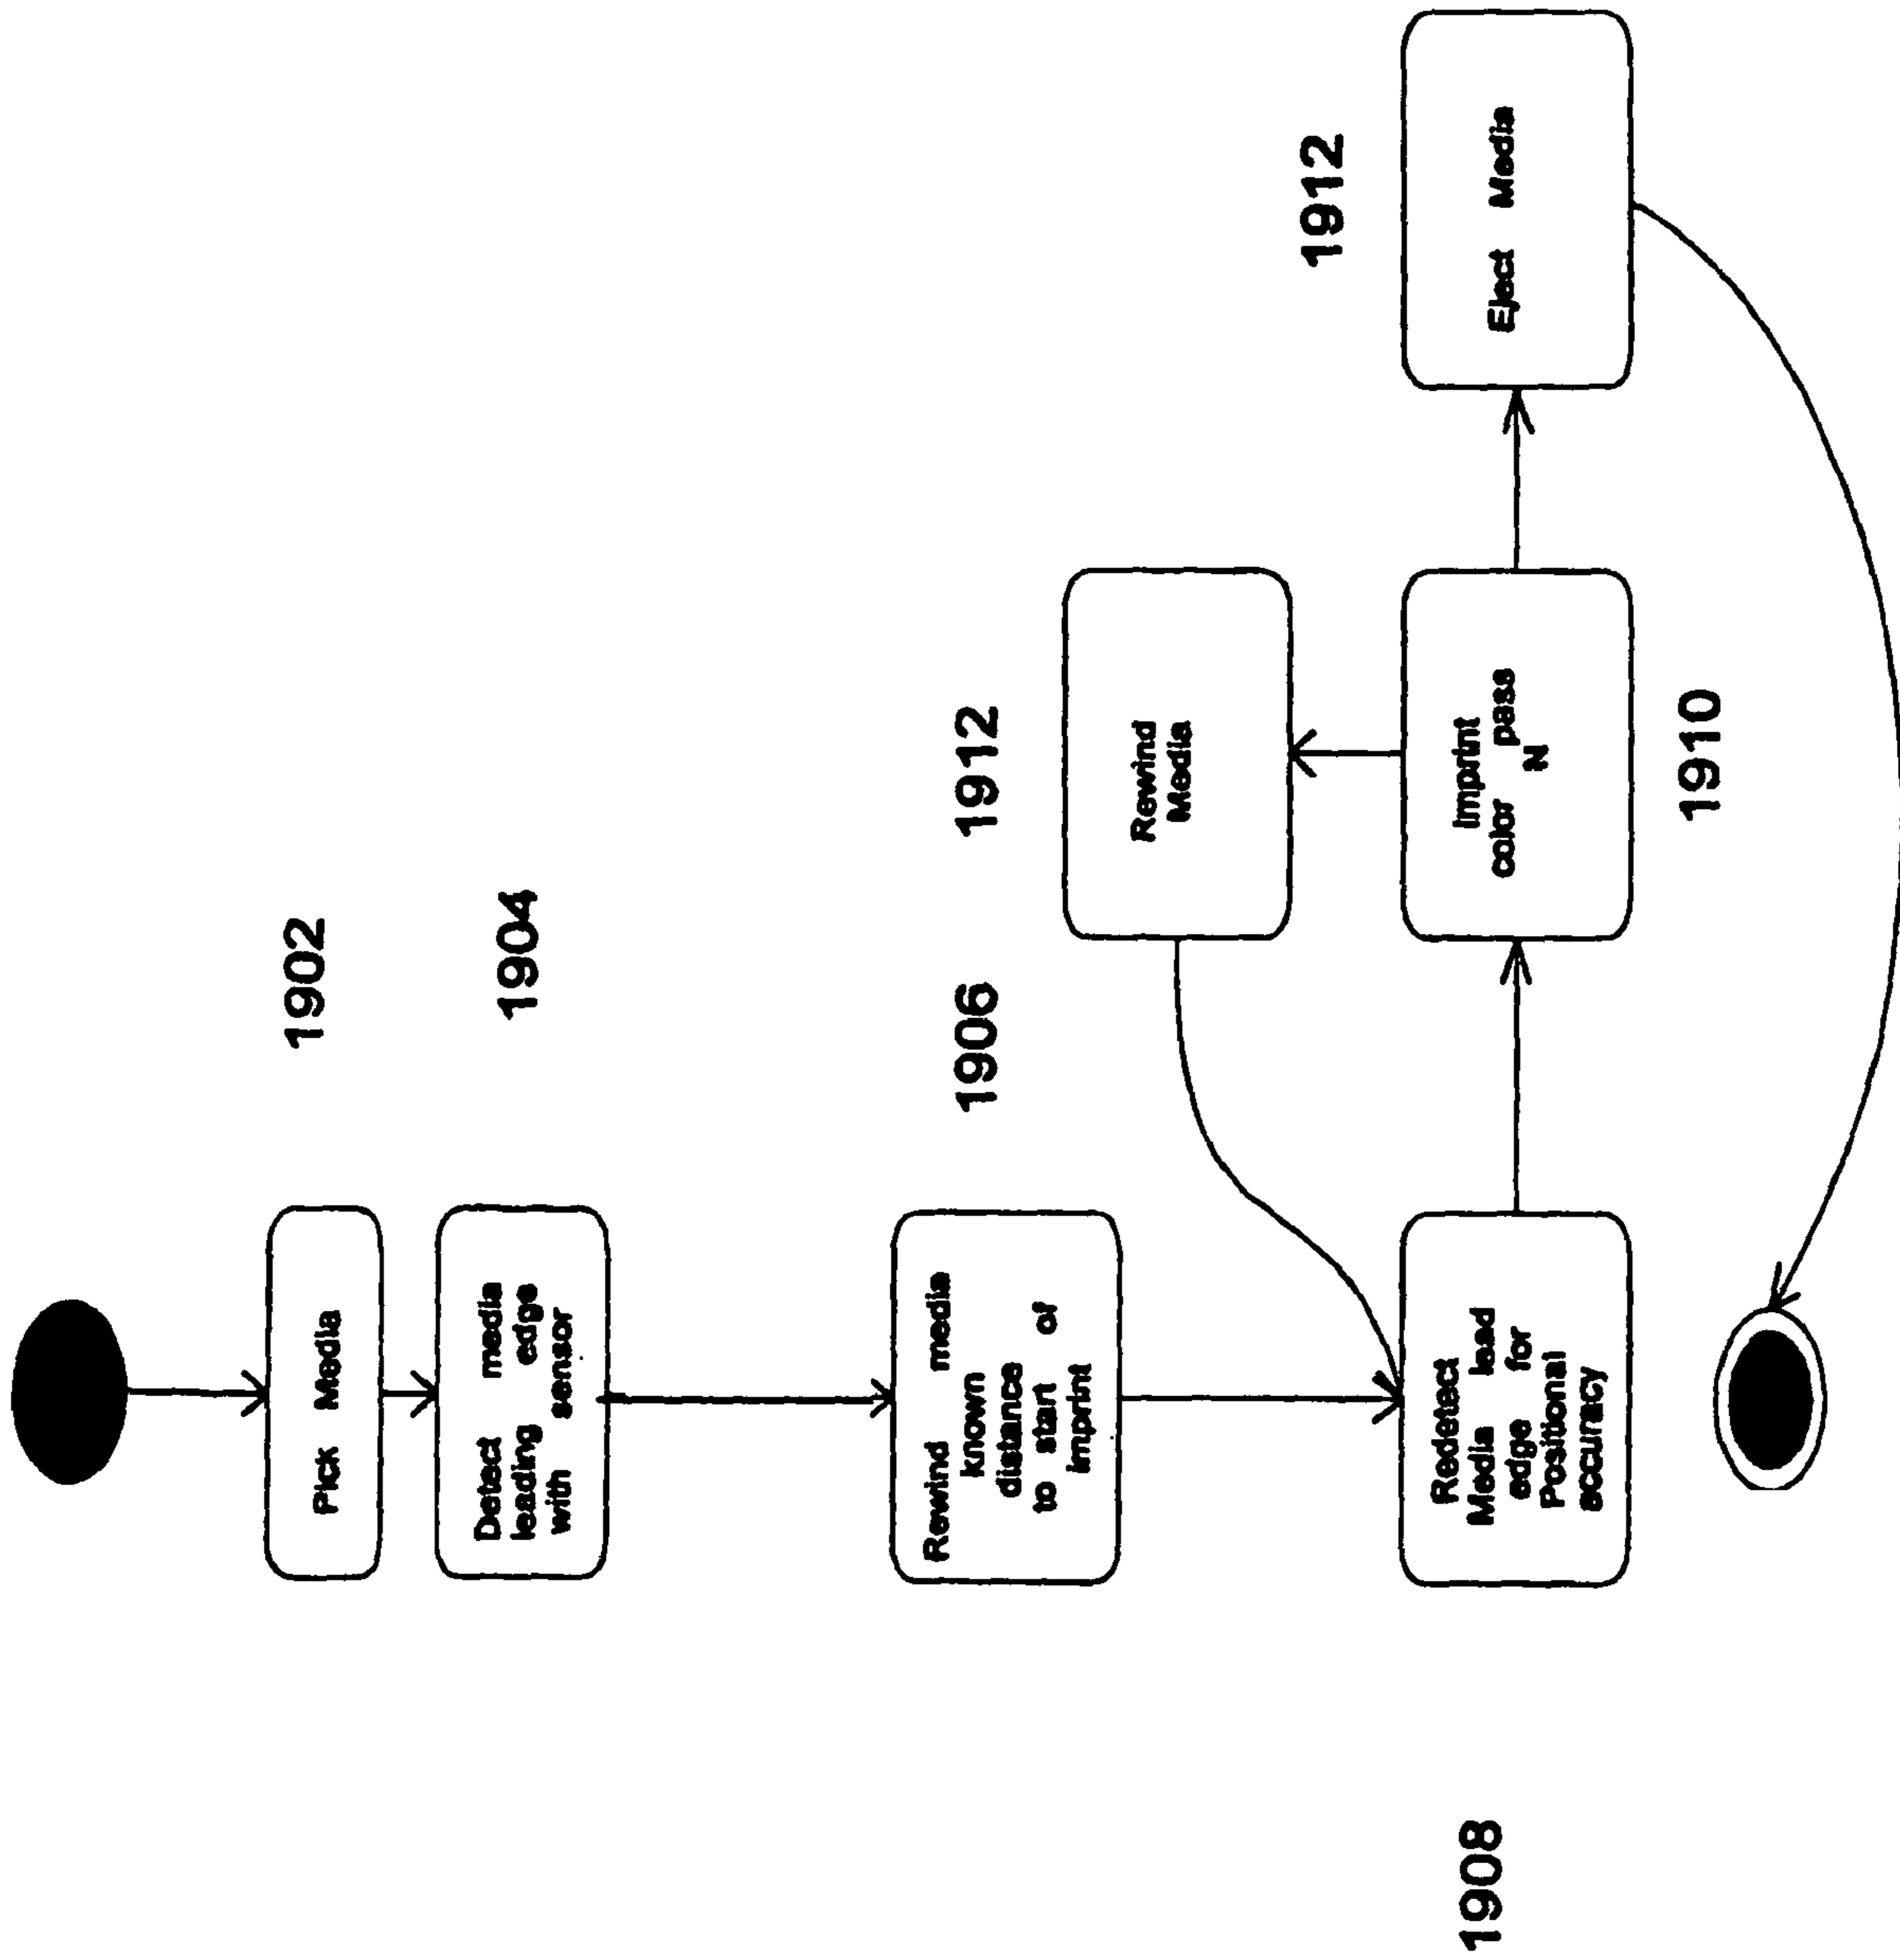 1902
Pick Media
1904
Detect media
leading edge
with sensor
1906
Rewind media
known
distance
to start of
imprint
1908
Redetect
Media lead
edge for
Positional
accuracy
1910
Imprint
color pass
N
1912
Rewind
Media
1912
Eject Media